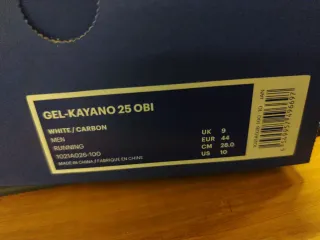 GEL-KAYANO 25 OBI
WHITE / CARBON
MEN
RUNNING
1021A026-100
MADE IN CHINA / FABRIQUE EN CHINE
UK 9
EUR 44
CM 28.0
US 10